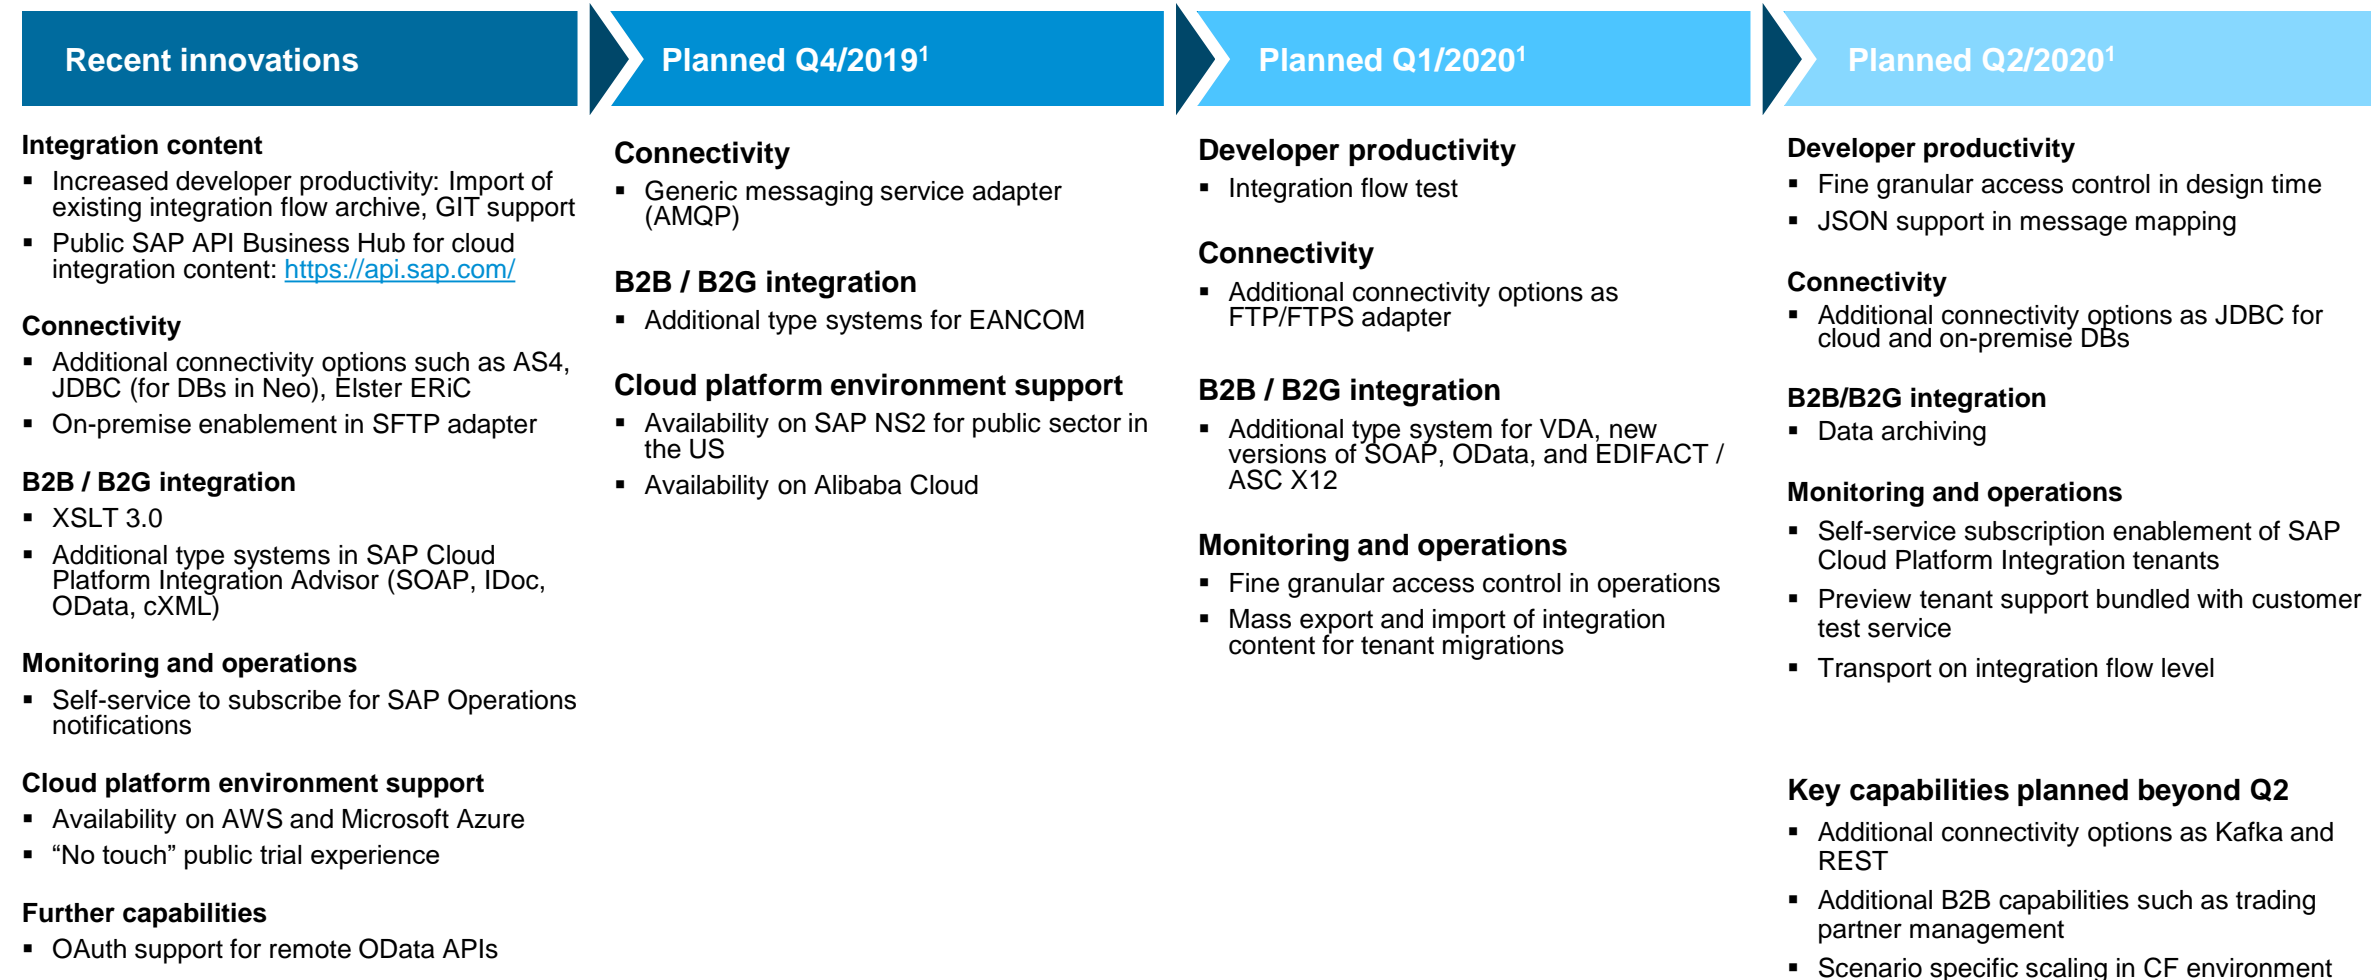 Recent innovations
Integration content
▪ Increased developer productivity: Import of
existing integration flow archive, GIT support
▪ Public SAP API Business Hub for cloud
integration content: https://api.sap.com/
Connectivity
▪ Additional connectivity options such as AS4,
JDBC (for DBs in Neo), Elster ERiC
▪ On-premise enablement in SFTP adapter
B2B / B2G integration
▪ XSLT 3.0
▪ Additional type systems in SAP Cloud
Platform Integration Advisor (SOAP, IDoc,
OData, cXML)
Monitoring and operations
▪ Self-service to subscribe for SAP Operations
notifications
Cloud platform environment support
▪ Availability on AWS and Microsoft Azure
▪ “No touch” public trial experience
Further capabilities
▪ OAuth support for remote OData APIs
Planned Q4/2019¹
Connectivity
▪ Generic messaging service adapter
(AMQP)
B2B / B2G integration
▪ Additional type systems for EANCOM
Cloud platform environment support
▪ Availability on SAP NS2 for public sector in
the US
▪ Availability on Alibaba Cloud
Planned Q1/2020¹
Developer productivity
▪ Integration flow test
Connectivity
▪ Additional connectivity options as
FTP/FTPS adapter
B2B / B2G integration
▪ Additional type system for VDA, new
versions of SOAP, OData, and EDIFACT /
ASC X12
Monitoring and operations
▪ Fine granular access control in operations
▪ Mass export and import of integration
content for tenant migrations
Planned Q2/2020¹
Developer productivity
▪ Fine granular access control in design time
▪ JSON support in message mapping
Connectivity
▪ Additional connectivity options as JDBC for
cloud and on-premise DBs
B2B/B2G integration
▪ Data archiving
Monitoring and operations
▪ Self-service subscription enablement of SAP
Cloud Platform Integration tenants
▪ Preview tenant support bundled with customer
test service
▪ Transport on integration flow level
Key capabilities planned beyond Q2
▪ Additional connectivity options as Kafka and
REST
▪ Additional B2B capabilities such as trading
partner management
▪ Scenario specific scaling in CF environment